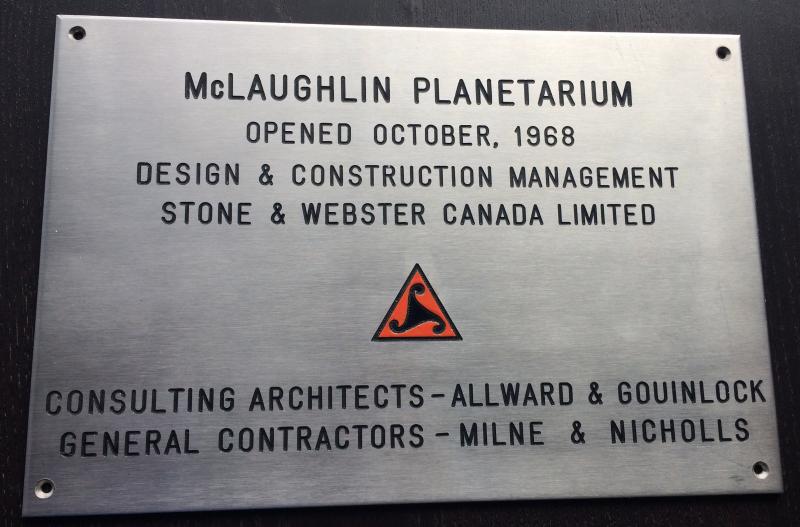 McLAUGHLIN PLANETARIUM
OPENED OCTOBER, 1968
DESIGN & CONSTRUCTION MANAGEMENT
STONE & WEBSTER CANADA LIMITED
CONSULTING ARCHITECTS - ALLWARD & GOUINLOCK
GENERAL CONTRACTORS - MILNE & NICHOLLS